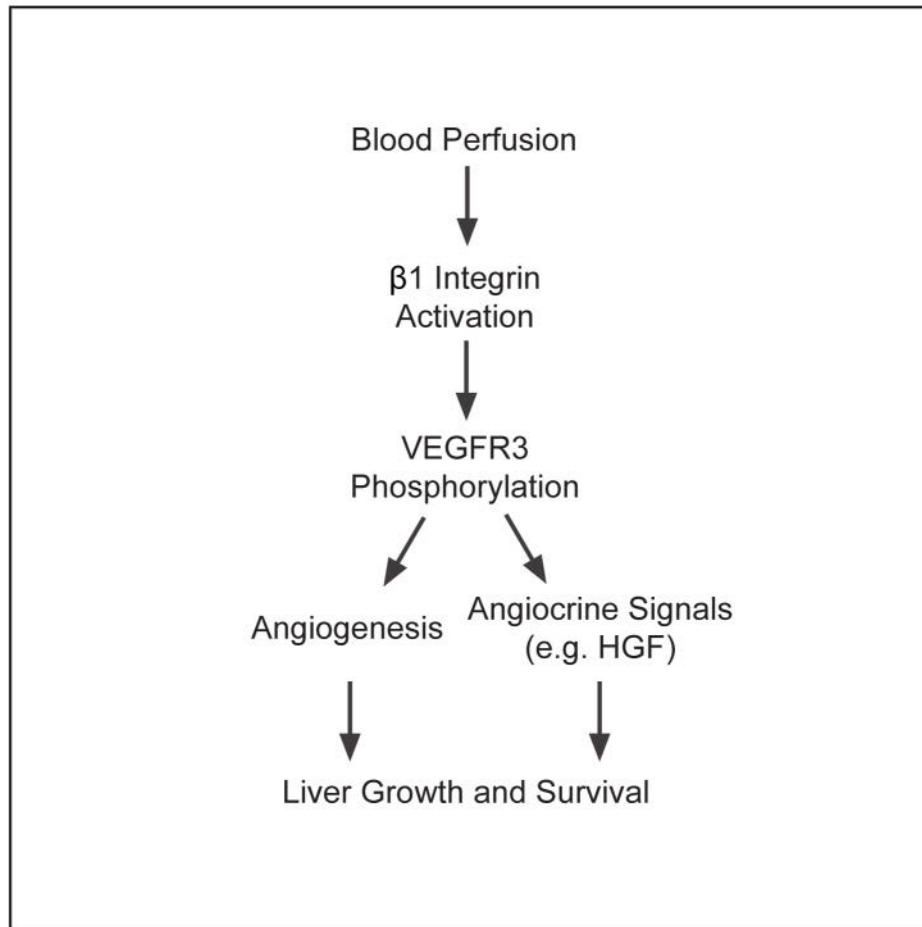 Blood Perfusion
β1 Integrin
Activation
VEGFR3
Phosphorylation
Angiogenesis
Angiocrine Signals
(e.g. HGF)
Liver Growth and Survival